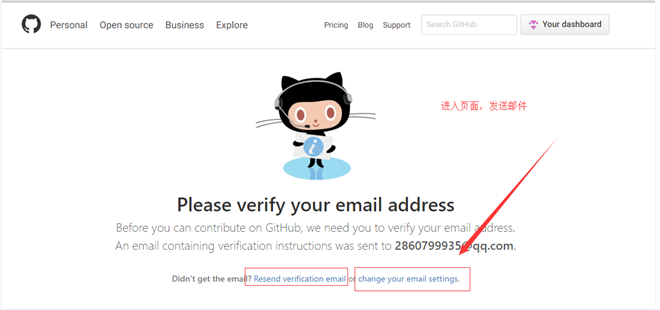 Personal Open source Business Explore Pricing Blog Support Search GitHub Your dashboard
进入页面，发送邮件
Please verify your email address
Before you can contribute on GitHub, we need you to verify your email address.
An email containing verification instructions was sent to 2860799935@qq.com.
Didn't get the email? Resend verification email or change your email settings.